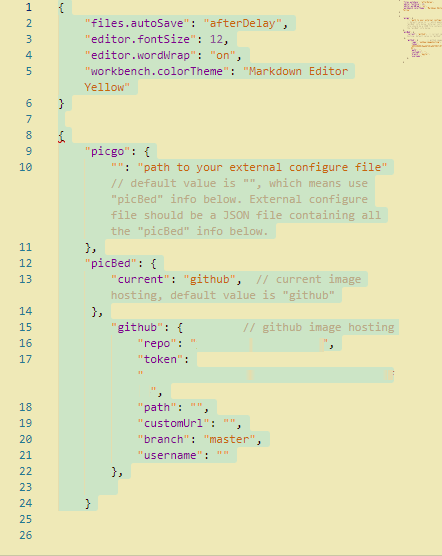 1 {
2 "files.autoSave": "afterDelay",
3 "editor.fontSize": 12,
4 "editor.wordWrap": "on",
5 "workbench.colorTheme": "Markdown Editor
Yellow"
6 }
7
8 {
9 "picgo": {
10 "": "path to your external configure file"
// default value is "", which means use
"picBed" info below. External configure
file should be a JSON file containing all
the "picBed" info below.
11 },
12 "picBed": {
13 "current": "github", // current image
hosting, default value is "github"
14 },
15 "github": { // github image hosting
16 "repo": " ",
17 "token":
"
",
18 "path": "",
19 "customUrl": "",
20 "branch": "master",
21 "username": ""
22 },
23
24 }
25
26